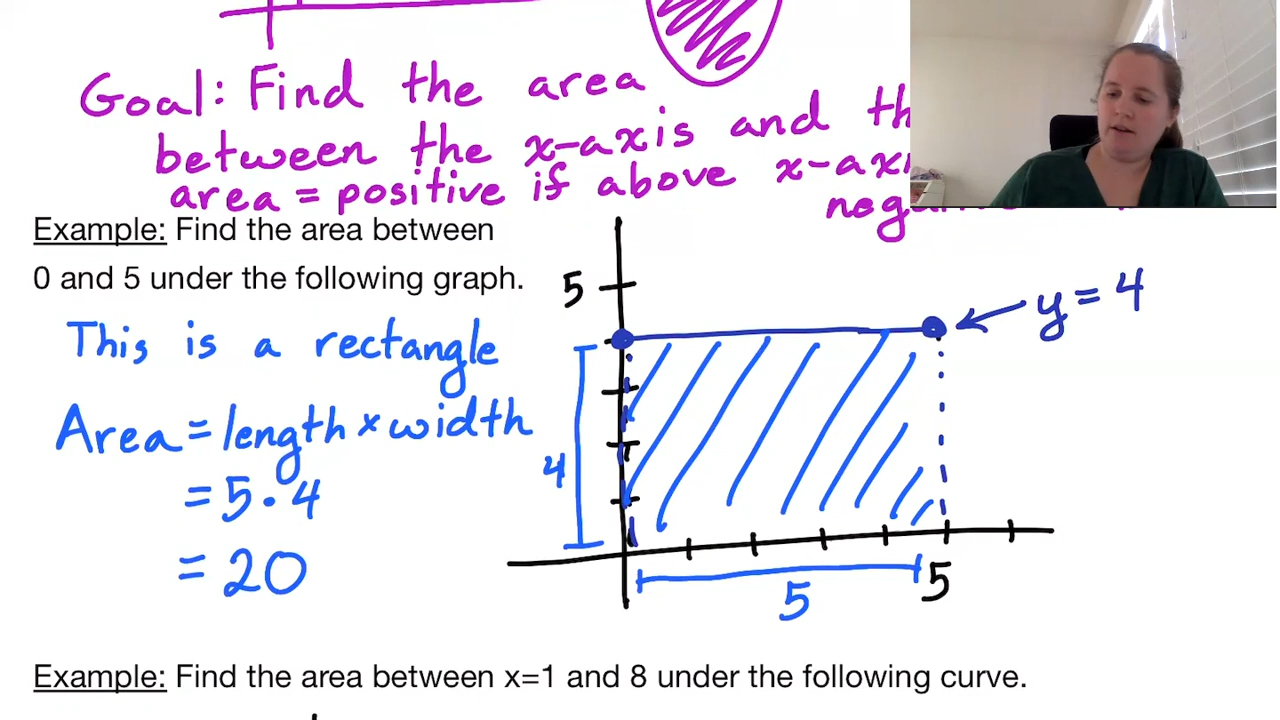 Goal: Find the area
between the x-axis and
area = positive if above x-axi
Example: Find the area between
0 and 5 under the following graph.
This is a rectangle
Area = length × width
= 5 · 4
= 20
5
y = 4
4
5
5
Example: Find the area between x=1 and 8 under the following curve.